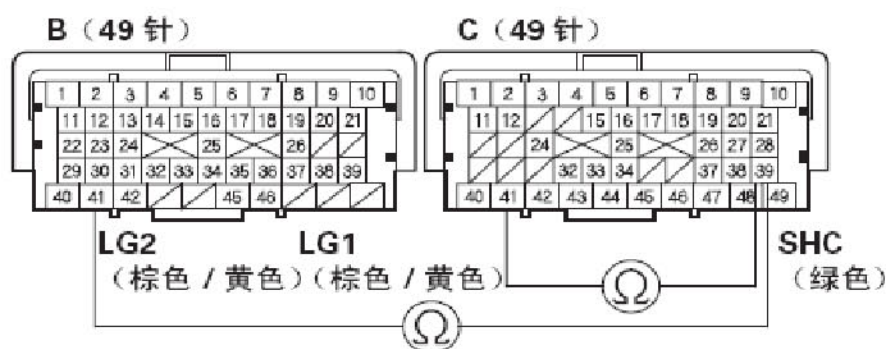 B（49 针） C（49 针）
1 2 3 4 5 6 7 8 9 10 1 2 3 4 5 6 7 8 9 10
11 12 13 14 15 16 17 18 19 20 21 11 12 15 16 17 18 19 20 21
22 23 24 25 26 24 25 26 27 28
29 30 31 32 33 34 35 36 37 38 39 32 33 34 37 38 39
40 41 42 45 46 40 41 42 43 44 45 46 47 48 49
LG2 LG1 SHC
（棕色 / 黄色）（棕色 / 黄色） （绿色）
Ω
Ω